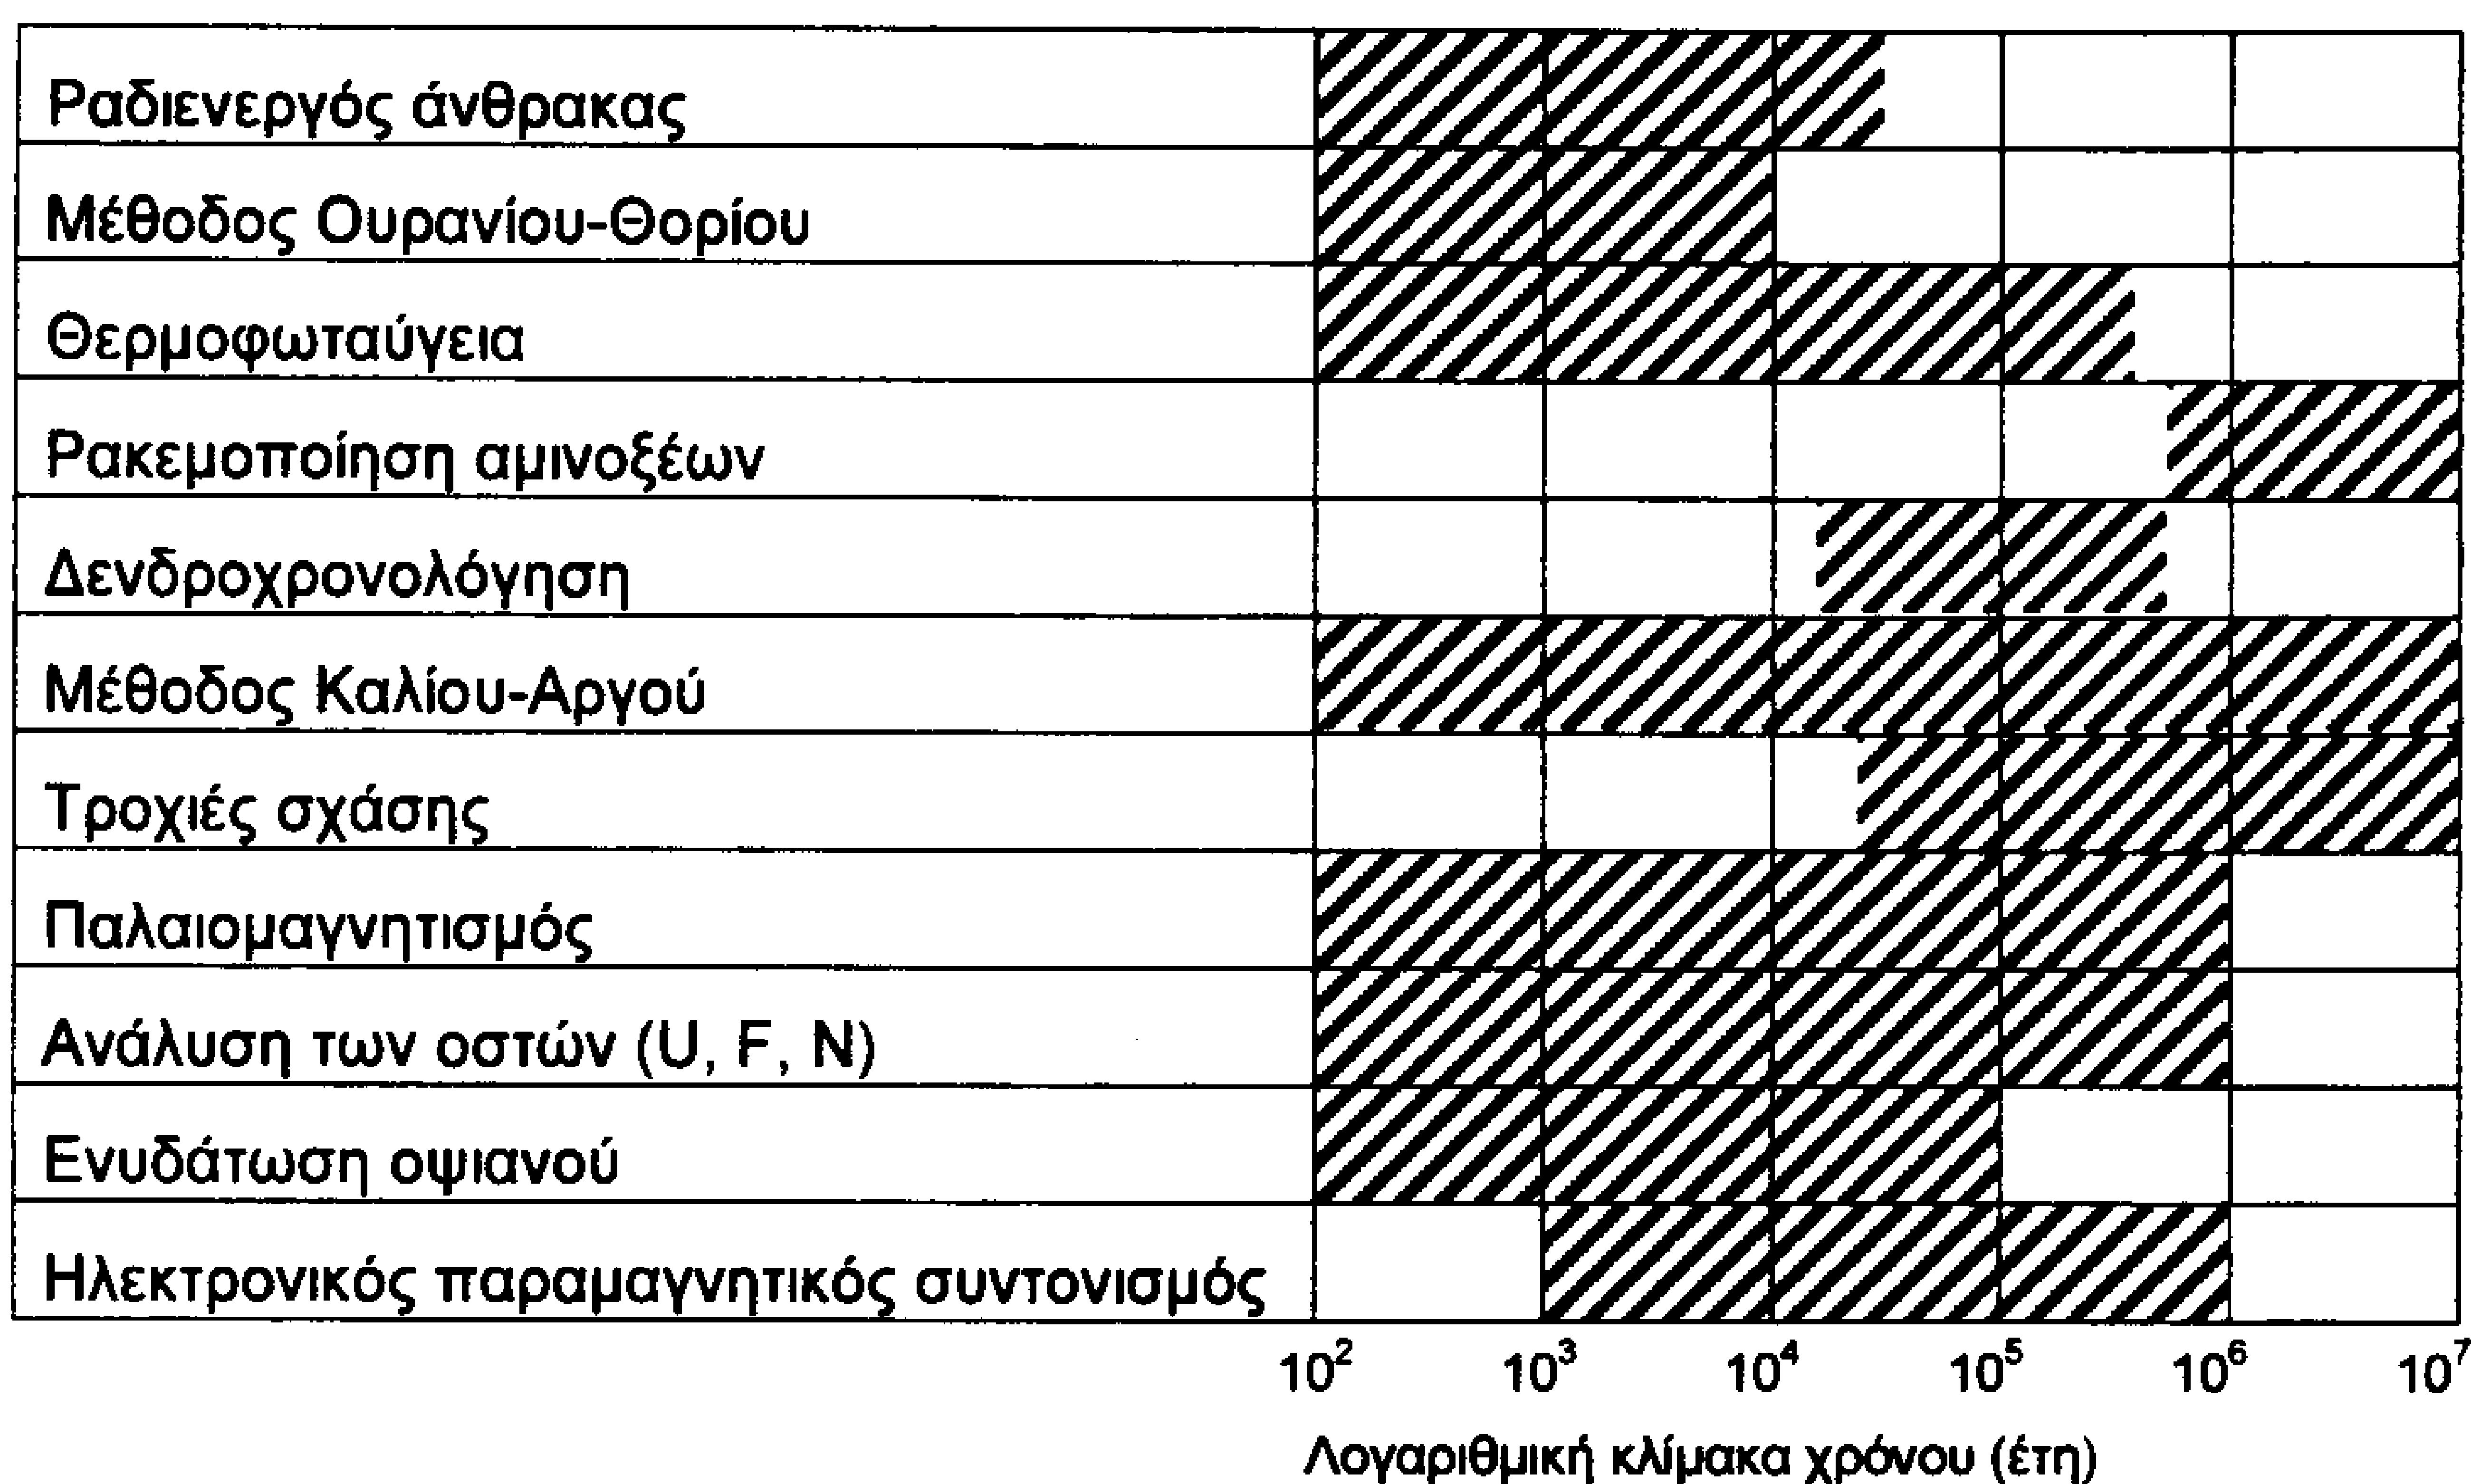 Ραδιενεργός άνθρακας
Μέθοδος Ουρανίου-Θορίου
Θερμοφωταύγεια
Ρακεμοποίηση αμινοξέων
Δενδροχρονολόγηση
Μέθοδος Καλίου-Αργού
Τροχιές σχάσης
Παλαιομαγνητισμός
Ανάλυση των οστών (U, F, N)
Ενυδάτωση οψιανού
Ηλεκτρονικός παραμαγνητικός συντονισμός
10² 10³ 10⁴ 10⁵ 10⁶ 10⁷
Λογαριθμική κλίμακα χρόνου (έτη)